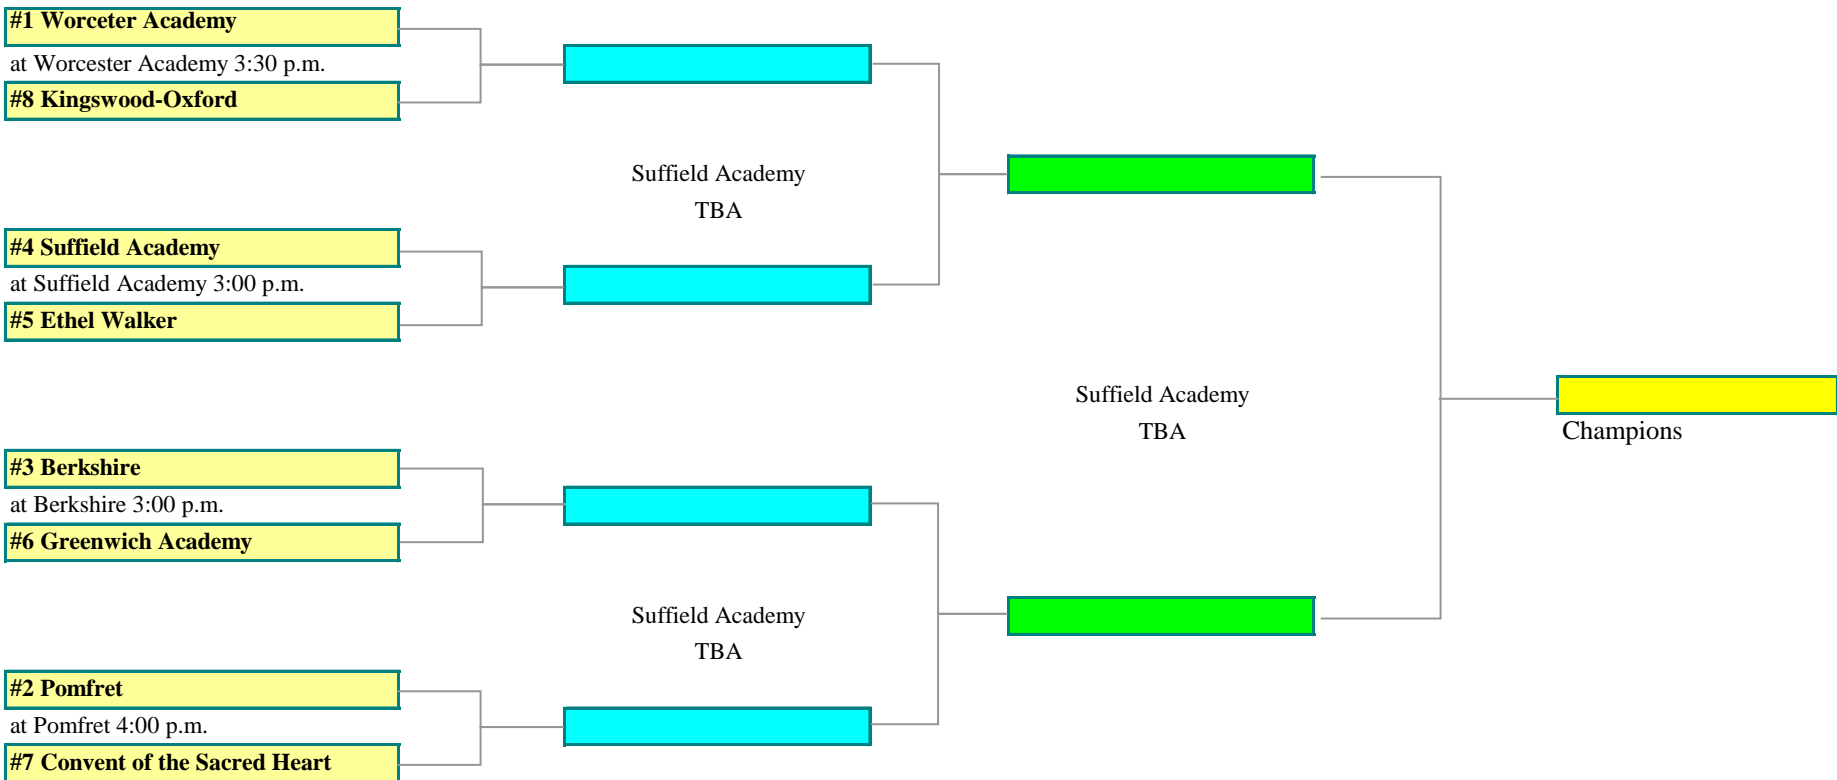 #1 Worceter Academy
at Worcester Academy 3:30 p.m.
#8 Kingswood-Oxford
Suffield Academy
TBA
#4 Suffield Academy
at Suffield Academy 3:00 p.m.
#5 Ethel Walker
Suffield Academy
TBA
Champions
#3 Berkshire
at Berkshire 3:00 p.m.
#6 Greenwich Academy
Suffield Academy
TBA
#2 Pomfret
at Pomfret 4:00 p.m.
#7 Convent of the Sacred Heart